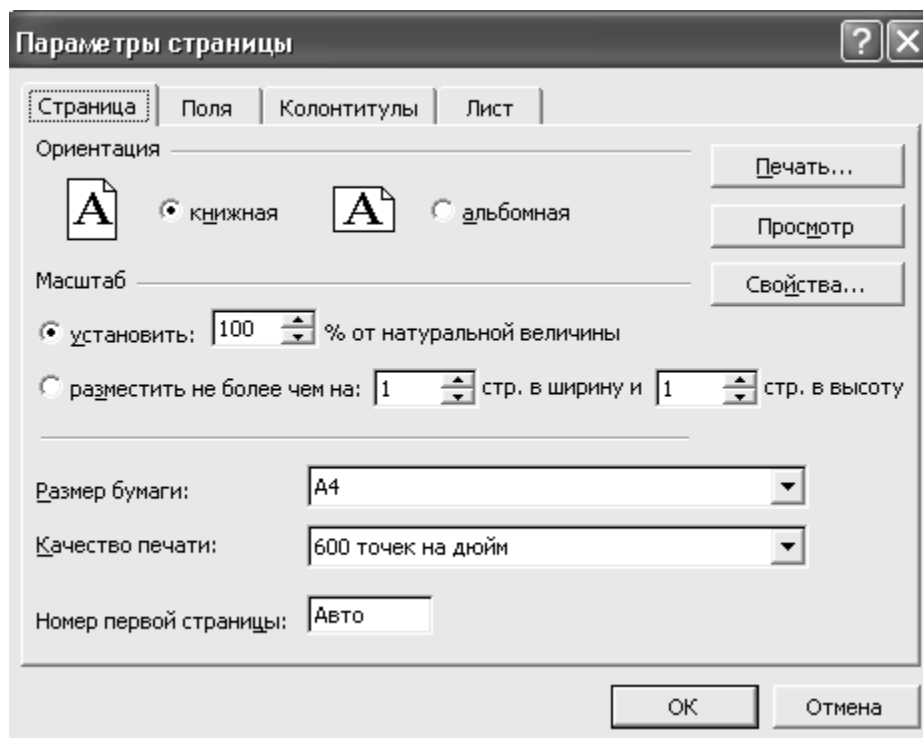 Параметры страницы
Страница Поля Колонтитулы Лист
Ориентация
Печать...
A книжная A альбомная
Просмотр
Масштаб
Свойства...
установить: 100 % от натуральной величины
разместить не более чем на: 1 стр. в ширину и 1 стр. в высоту
Размер бумаги: A4
Качество печати: 600 точек на дюйм
Номер первой страницы: Авто
ОК Отмена